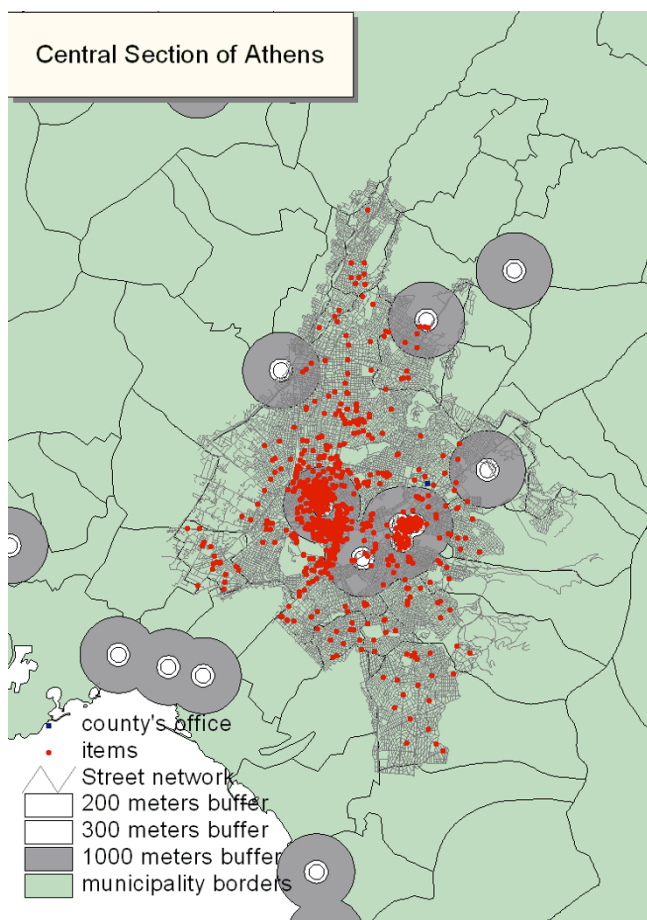 Central Section of Athens
county's office
items
Street network
200 meters buffer
300 meters buffer
1000 meters buffer
municipality borders